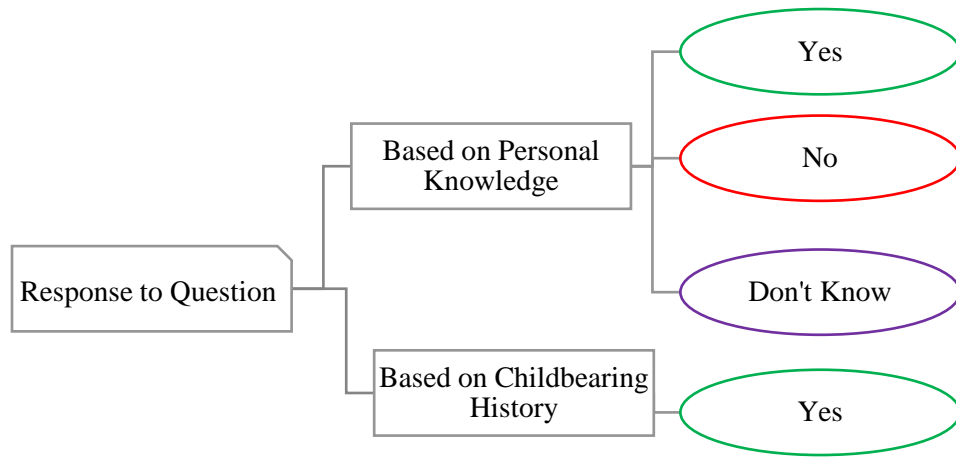 Response to Question
Based on Personal
Knowledge
Yes
No
Don't Know
Based on Childbearing
History
Yes